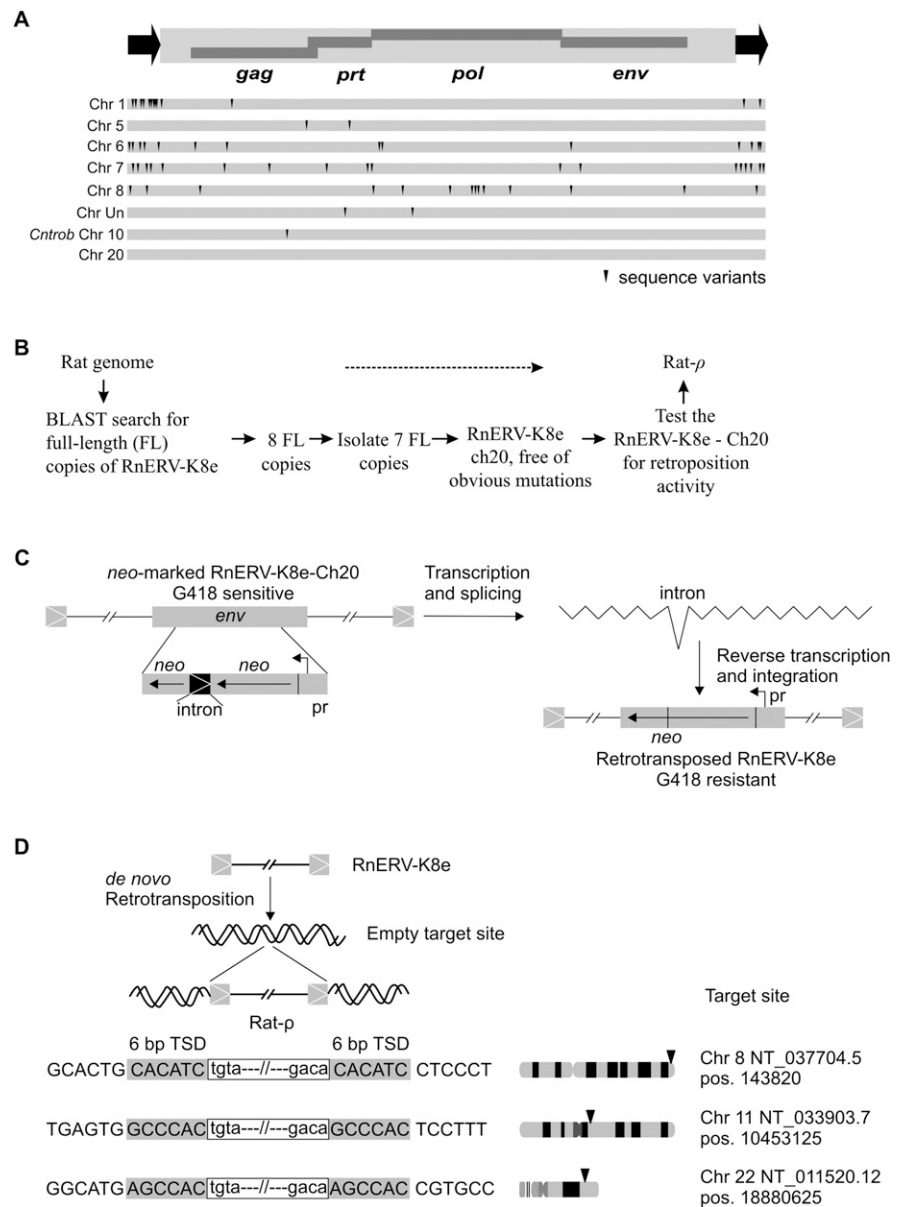 A
gag prt pol env
Chr 1
Chr 5
Chr 6
Chr 7
Chr 8
Chr Un
Cntrob Chr 10
Chr 20
sequence variants
B
Rat genome
BLAST search for
full-length (FL)
copies of RnERV-K8e
8 FL
copies
Isolate 7 FL
copies
RnERV-K8e
ch20, free of
obvious mutations
Rat-ρ
Test the
RnERV-K8e - Ch20
for retroposition
activity
C
neo-marked RnERV-K8e-Ch20
G418 sensitive
env
neo neo
intron
pr
Transcription
and splicing
intron
Reverse transcription
and integration
pr
neo
Retrotransposed RnERV-K8e
G418 resistant
D
RnERV-K8e
de novo
Retrotransposition
Empty target site
Rat-ρ
Target site
6 bp TSD 6 bp TSD
GCACTG CACATC tgta---//---gaca CACATC CTCCCT
Chr 8 NT_037704.5
pos. 143820
TGAGTG GCCCAC tgta---//---gaca GCCCAC TCCTTT
Chr 11 NT_033903.7
pos. 10453125
GGCATG AGCCAC tgta---//---gaca AGCCAC CGTGCC
Chr 22 NT_011520.12
pos. 18880625